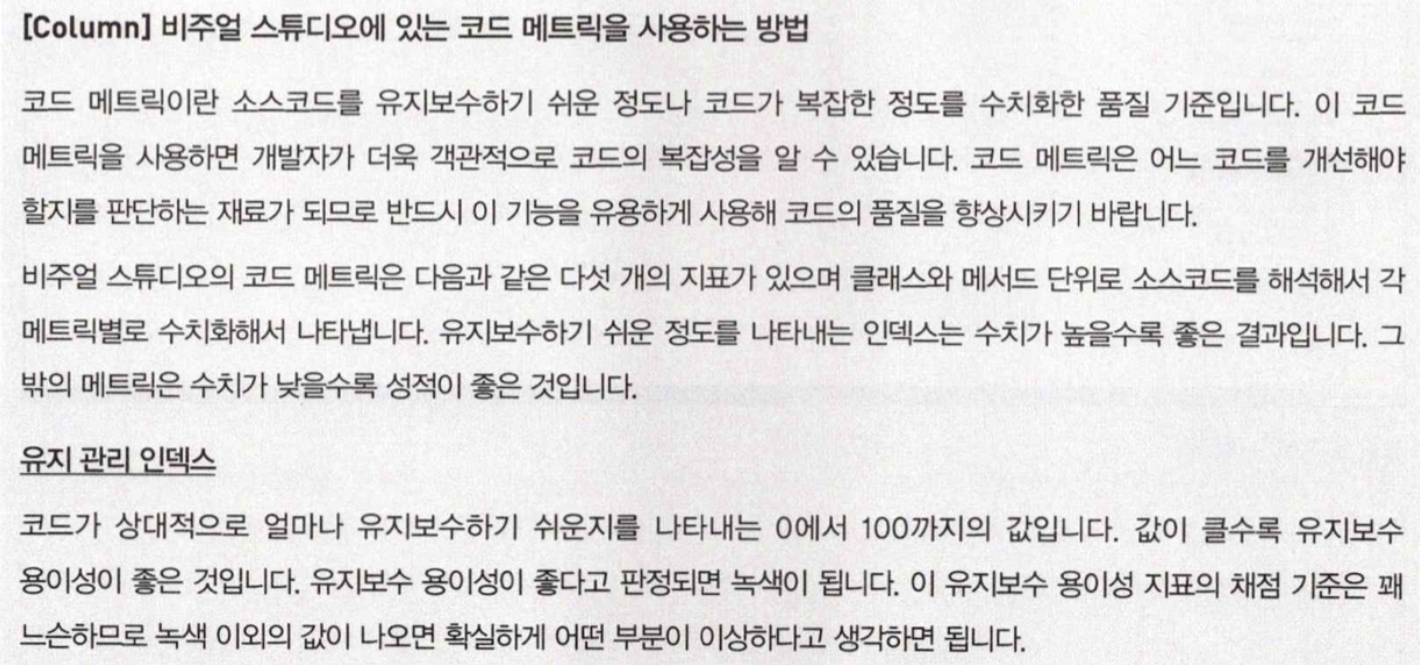 [Column] 비주얼 스튜디오에 있는 코드 메트릭을 사용하는 방법
코드 메트릭이란 소스코드를 유지보수하기 쉬운 정도나 코드가 복잡한 정도를 수치화한 품질 기준입니다. 이 코드
메트릭을 사용하면 개발자가 더욱 객관적으로 코드의 복잡성을 알 수 있습니다. 코드 메트릭은 어느 코드를 개선해야
할지를 판단하는 재료가 되므로 반드시 이 기능을 유용하게 사용해 코드의 품질을 향상시키기 바랍니다.
비주얼 스튜디오의 코드 메트릭은 다음과 같은 다섯 개의 지표가 있으며 클래스와 메서드 단위로 소스코드를 해석해서 각
메트릭별로 수치화해서 나타냅니다. 유지보수하기 쉬운 정도를 나타내는 인덱스는 수치가 높을수록 좋은 결과입니다. 그
밖의 메트릭은 수치가 낮을수록 성적이 좋은 것입니다.
유지 관리 인덱스
코드가 상대적으로 얼마나 유지보수하기 쉬운지를 나타내는 0에서 100까지의 값입니다. 값이 클수록 유지보수
용이성이 좋은 것입니다. 유지보수 용이성이 좋다고 판정되면 녹색이 됩니다. 이 유지보수 용이성 지표의 채점 기준은 꽤
느슨하므로 녹색 이외의 값이 나오면 확실하게 어떤 부분이 이상하다고 생각하면 됩니다.